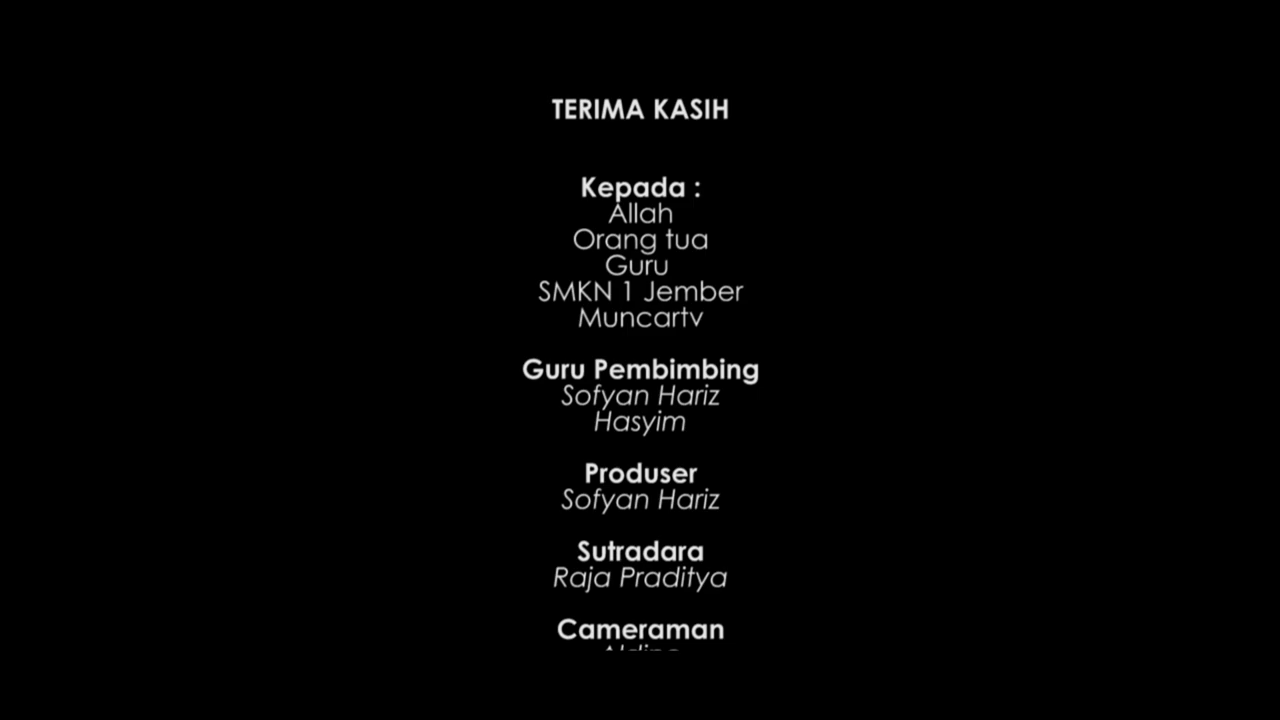 TERIMA KASIH
Kepada :
Allah
Orang tua
Guru
SMKN 1 Jember
Muncartv
Guru Pembimbing
Sofyan Hariz
Hasyim
Produser
Sofyan Hariz
Sutradara
Raja Praditya
Cameraman